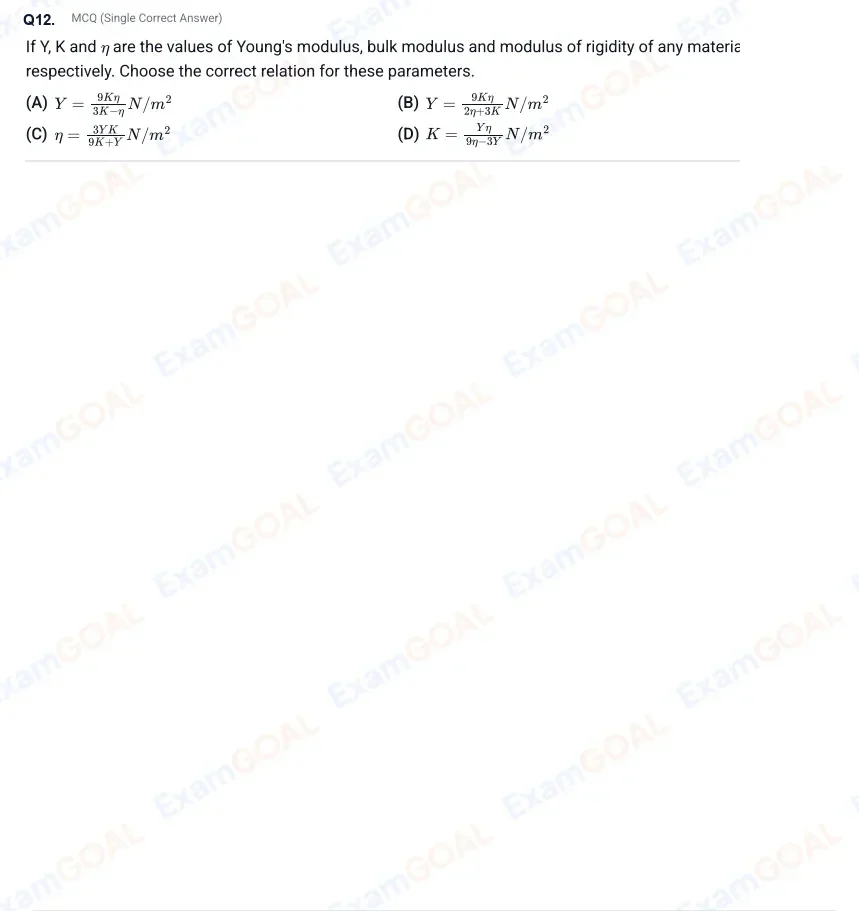 Q12. MCQ (Single Correct Answer)
If Y, K and η are the values of Young's modulus, bulk modulus and modulus of rigidity of any materia
respectively. Choose the correct relation for these parameters.
(A) Y = 9Kη/(3K−η) N/m² (B) Y = 9Kη/(2η+3K) N/m²
(C) η = 3YK/(9K+Y) N/m² (D) K = Yη/(9η−3Y) N/m²
ExamGOAL